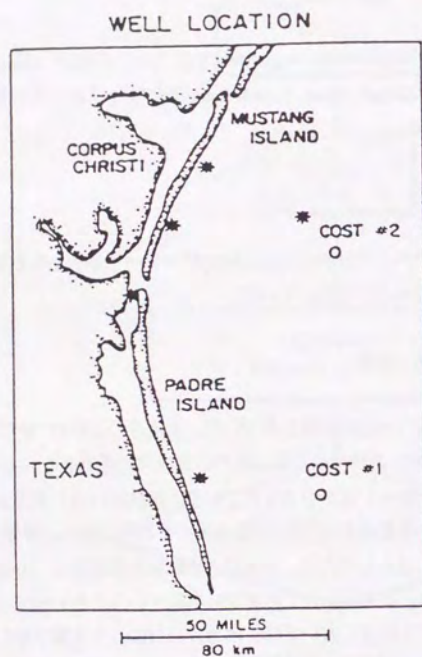 WELL LOCATION
MUSTANG
ISLAND
CORPUS
CHRISTI
COST #2
PADRE
ISLAND
TEXAS
COST #1
50 MILES
80 km